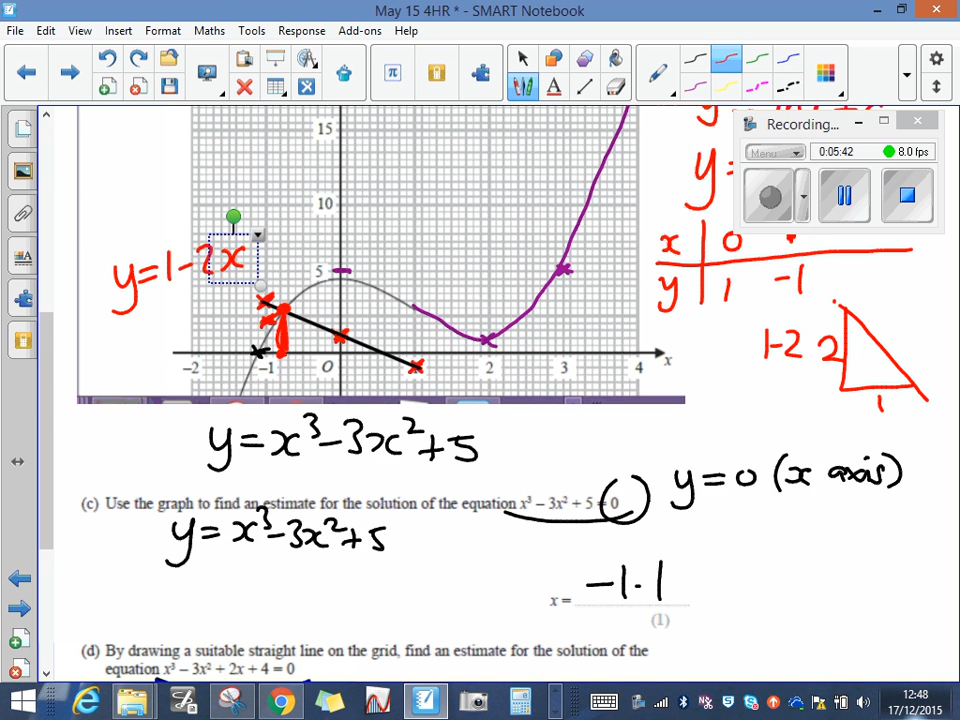 May 15 4HR * - SMART Notebook
File Edit View Insert Format Maths Tools Response Add-ons Help
Recording...
Menu 0:05:42 8.0 fps
15
10
5
y=1-2x
-2 -1 O 2 3 4 x
y=
x 0
y 1 -1
1-2 2
1
y=x³-3x²+5
y=0 (x axis)
(c) Use the graph to find an estimate for the solution of the equation x³ – 3x² + 5 = 0
y=x³-3x²+5
x = -1.1
(1)
(d) By drawing a suitable straight line on the grid, find an estimate for the solution of the
equation x³ – 3x² + 2x + 4 = 0
12:48
17/12/2015